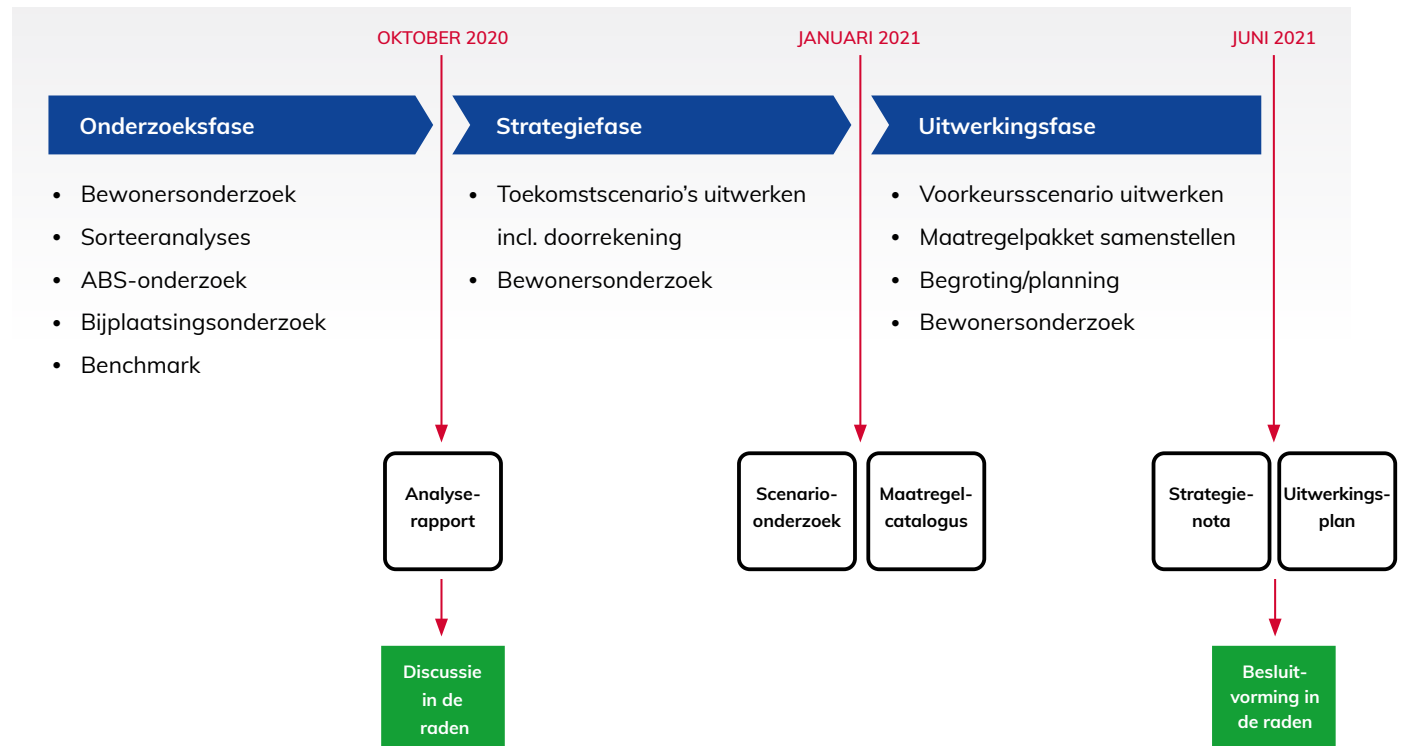 OKTOBER 2020
JANUARI 2021
JUNI 2021
Onderzoeksfase
Strategiefase
Uitwerkingsfase
• Bewonersonderzoek
• Sorteeranalyses
• ABS-onderzoek
• Bijplaatsingsonderzoek
• Benchmark
• Toekomstscenario’s uitwerken
incl. doorrekening
• Bewonersonderzoek
• Voorkeursscenario uitwerken
• Maatregelpakket samenstellen
• Begroting/planning
• Bewonersonderzoek
Analyse-
rapport
Scenario-
onderzoek
Maatregel-
catalogus
Strategie-
nota
Uitwerkings-
plan
Discussie
in de
raden
Besluit-
vorming in
de raden